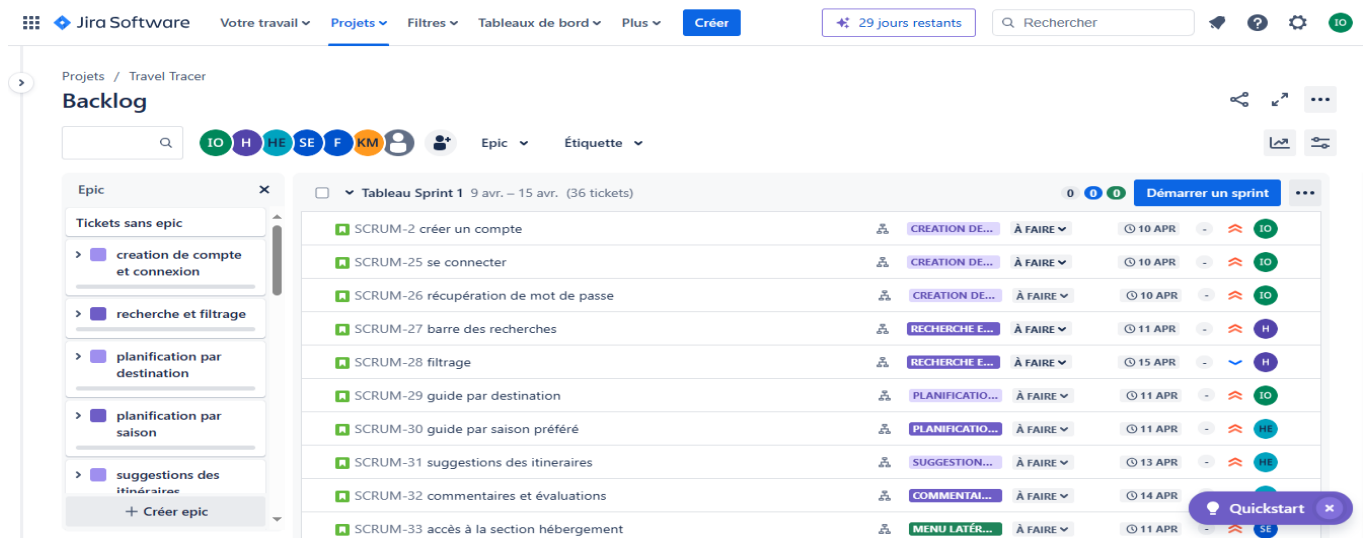 Jira Software Votre travail Projets Filtres Tableaux de bord Plus Créer 29 jours restants Rechercher IO
Projets / Travel Tracer
Backlog
IO H HE SE F KM Epic Étiquette
Epic
Tickets sans epic
creation de compte
et connexion
recherche et filtrage
planification par
destination
planification par
saison
suggestions des
itinéraires
+ Créer epic
Tableau Sprint 1 9 avr. – 15 avr. (36 tickets) 0 0 0 Démarrer un sprint
SCRUM-2 créer un compte CREATION DE... À FAIRE 10 APR - IO
SCRUM-25 se connecter CREATION DE... À FAIRE 10 APR - IO
SCRUM-26 récupération de mot de passe CREATION DE... À FAIRE 10 APR - IO
SCRUM-27 barre des recherches RECHERCHE E... À FAIRE 11 APR - H
SCRUM-28 filtrage RECHERCHE E... À FAIRE 15 APR - H
SCRUM-29 guide par destination PLANIFICATIO... À FAIRE 11 APR - IO
SCRUM-30 guide par saison préféré PLANIFICATIO... À FAIRE 11 APR - HE
SCRUM-31 suggestions des itineraires SUGGESTION... À FAIRE 13 APR - HE
SCRUM-32 commentaires et évaluations COMMENTAI... À FAIRE 14 APR
SCRUM-33 accès à la section hébergement MENU LATÉR... À FAIRE 11 APR - SE
Quickstart